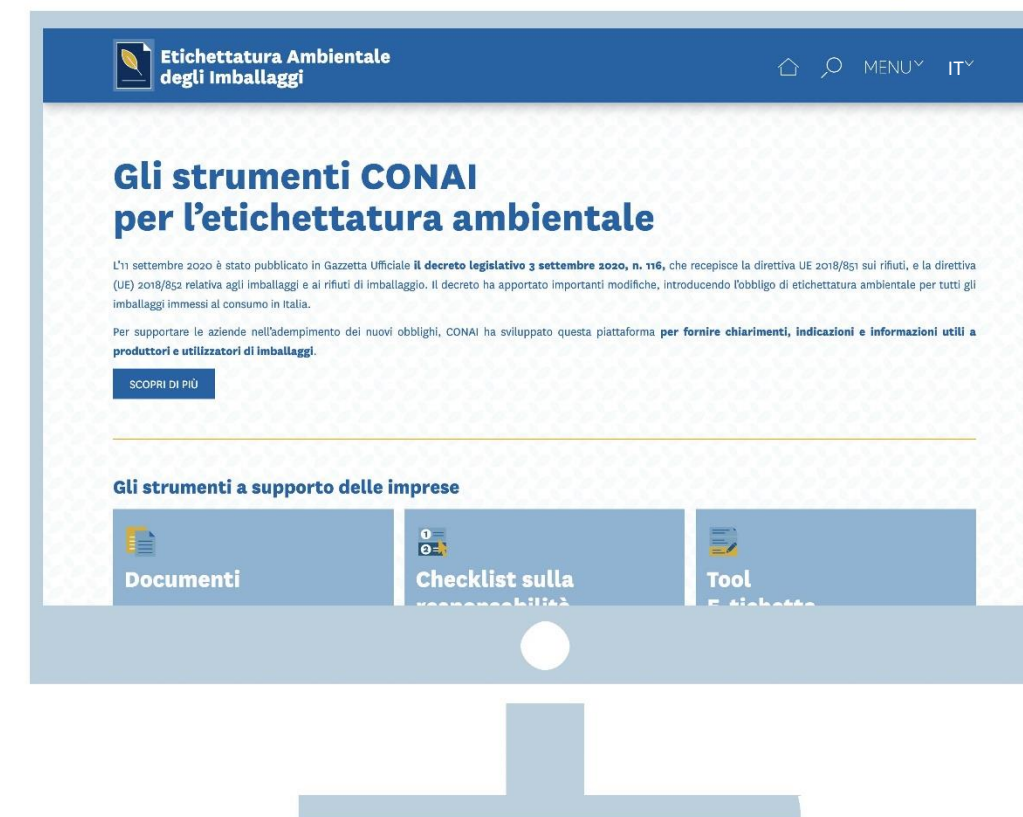 Etichettatura Ambientale
degli Imballaggi
MENU
IT
Gli strumenti CONAI
per l'etichettatura ambientale
L'11 settembre 2020 è stato pubblicato in Gazzetta Ufficiale il decreto legislativo 3 settembre 2020, n. 116, che recepisce la direttiva UE 2018/851 sui rifiuti, e la direttiva
(UE) 2018/852 relativa agli imballaggi e ai rifiuti di imballaggio. Il decreto ha apportato importanti modifiche, introducendo l'obbligo di etichettatura ambientale per tutti gli
imballaggi immessi al consumo in Italia.
Per supportare le aziende nell'adempimento dei nuovi obblighi, CONAI ha sviluppato questa piattaforma per fornire chiarimenti, indicazioni e informazioni utili a
produttori e utilizzatori di imballaggi.
SCOPRI DI PIÙ
Gli strumenti a supporto delle imprese
1
2
Documenti
Checklist sulla
responsabilità
Tool
E-tichetta